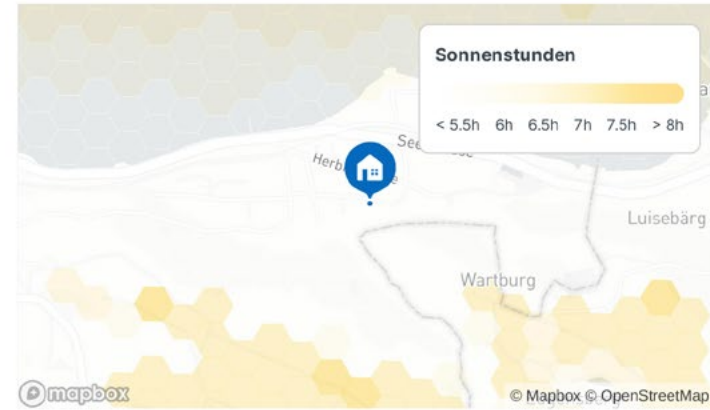 Sonnenstunden
< 5.5h 6h 6.5h 7h 7.5h > 8h
Luisebärg
Wartburg
mapbox
© Mapbox © OpenStreetMap